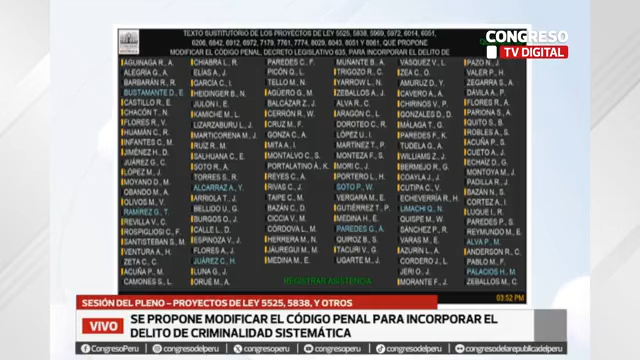 TEXTO SUSTITUTORIO DE LOS PROYECTOS DE LEY 5525, 5838, 5969, 5972, 6014, 6051,
6206, 6842, 6912, 6972, 7179, 7761, 7774, 8029, 8043, 8051 y 8061, QUE PROPONE
MODIFICAR EL CÓDIGO PENAL, DECRETO LEGISLATIVO 635, PARA INCORPORAR EL DELITO DE
CONGRESO
TV DIGITAL
AGUINAGA R., A.
ALEGRÍA G., A.
BARBARÁN R., R.
BUSTAMANTE D., E.
CASTILLO R., E.
CHACÓN T., N.
FLORES R., V.
HUAMÁN C., R.
INFANTES C., M.
JIMÉNEZ H., D.
JUÁREZ G., C.
LÓPEZ M., J.
MOYANO D., M.
OBANDO M., A.
OLIVOS M., V.
RAMÍREZ G., T.
REVILLA V., C.
ROSPIGLIOSI C., F.
SANTISTEBAN S., M.
VENTURA A., H.
ZETA C., C.
ACUÑA P., M.
CAMONES S., L.
CHIABRA L., R.
ELÍAS A., J.
GARCÍA C., I.
HEIDINGER B., N.
JULON I., E.
KAMICHE M., L.
LIZARZABURU L., J.
MARTICORENA M., J.
RUIZ R., M.
SALHUANA C., E.
SOTO R., A.
TORRES S., R.
ALCARRAZ A., Y.
ARRIOLA T., J.
BELLIDO U., G.
BURGOS O., J.
CALLE L., D.
ESPINOZA V., J.
FLORES A., J.
JUÁREZ C., H.
LUNA G., J.
ORUÉ M., A.
PAREDES C., F.
PICÓN Q., L.
TELLO M., N.
AGÜERO G., M.
BALCÁZAR Z., J.
CERRÓN R., W.
CRUZ M., F.
GONZA C., A.
MITA A., I.
MONTALVO C., S.
PORTALATINO Á., K.
REYES C., A.
RIVAS C., J.
TAIPE C., M.
BAZÁN C., D.
CICCIA V., M.
CÓRDOVA L., M.
HERRERA M., N.
JÁUREGUI M., M.
MEDINA M., E.
MUNANTE B., A.
TRIGOZO R., C.
YARROW L., N.
ZEBALLOS A., J.
ALVA R., C.
ARAGÓN C., L.
DOROTEO C., R.
LÓPEZ U., I.
MARTÍNEZ T., P.
MONTEZA F., S.
MORI C., J.
PORTERO L., H.
SOTO P., W.
VERGARA M., E.
GUTIÉRREZ T., P.
MEDINA H., E.
PAREDES G., A.
QUIROZ B., S.
TACURI V., G.
UGARTE M., J.
VÁSQUEZ V., L.
ZEA C., O.
AMURUZ D., Y.
CAVERO A., A.
CHIRINOS V., P.
GONZALES D., D.
MÁLAGA T., G.
PAREDES F., K.
TUDELA G., A.
WILLIAMS Z., J.
BERMEJO R., G.
COAYLA J., J.
CUTIPA C., V.
ECHEVERRÍA R., H.
LIMACHI Q., N.
QUISPE M., W.
SÁNCHEZ P., R.
VARAS M., E.
AZURÍN L., A.
CORDERO J., L.
JERI O., J.
MORANTE F., J.
PAZO N., J.
VALER P., H.
ZEGARRA S., A.
DÁVILA A., P.
FLORES R., A.
PARIONA S., A.
QUITO S., B.
ROBLES A., S.
ACUÑA P., S.
CUETO A., J.
ECHAÍZ D., G.
MONTOYA M., J.
PADILLA R., J.
BAZÁN N., S.
CORTEZ A., I.
LUQUE I., R.
PAREDES P., S.
REYMUNDO M., E.
ALVA P., M.
ANDERSON R., C.
PABLO M., F.
PALACIOS H., M.
ZEBALLOS M., C.
REGISTRAR ASISTENCIA
03:52 PM
SESIÓN DEL PLENO – PROYECTOS DE LEY 5525, 5838, Y OTROS
VIVO
SE PROPONE MODIFICAR EL CÓDIGO PENAL PARA INCORPORAR EL
DELITO DE CRIMINALIDAD SISTEMÁTICA
CongresoPeru
congresodelperu
congresodelperu
congresodelperu
congresodelarepublicadelperu